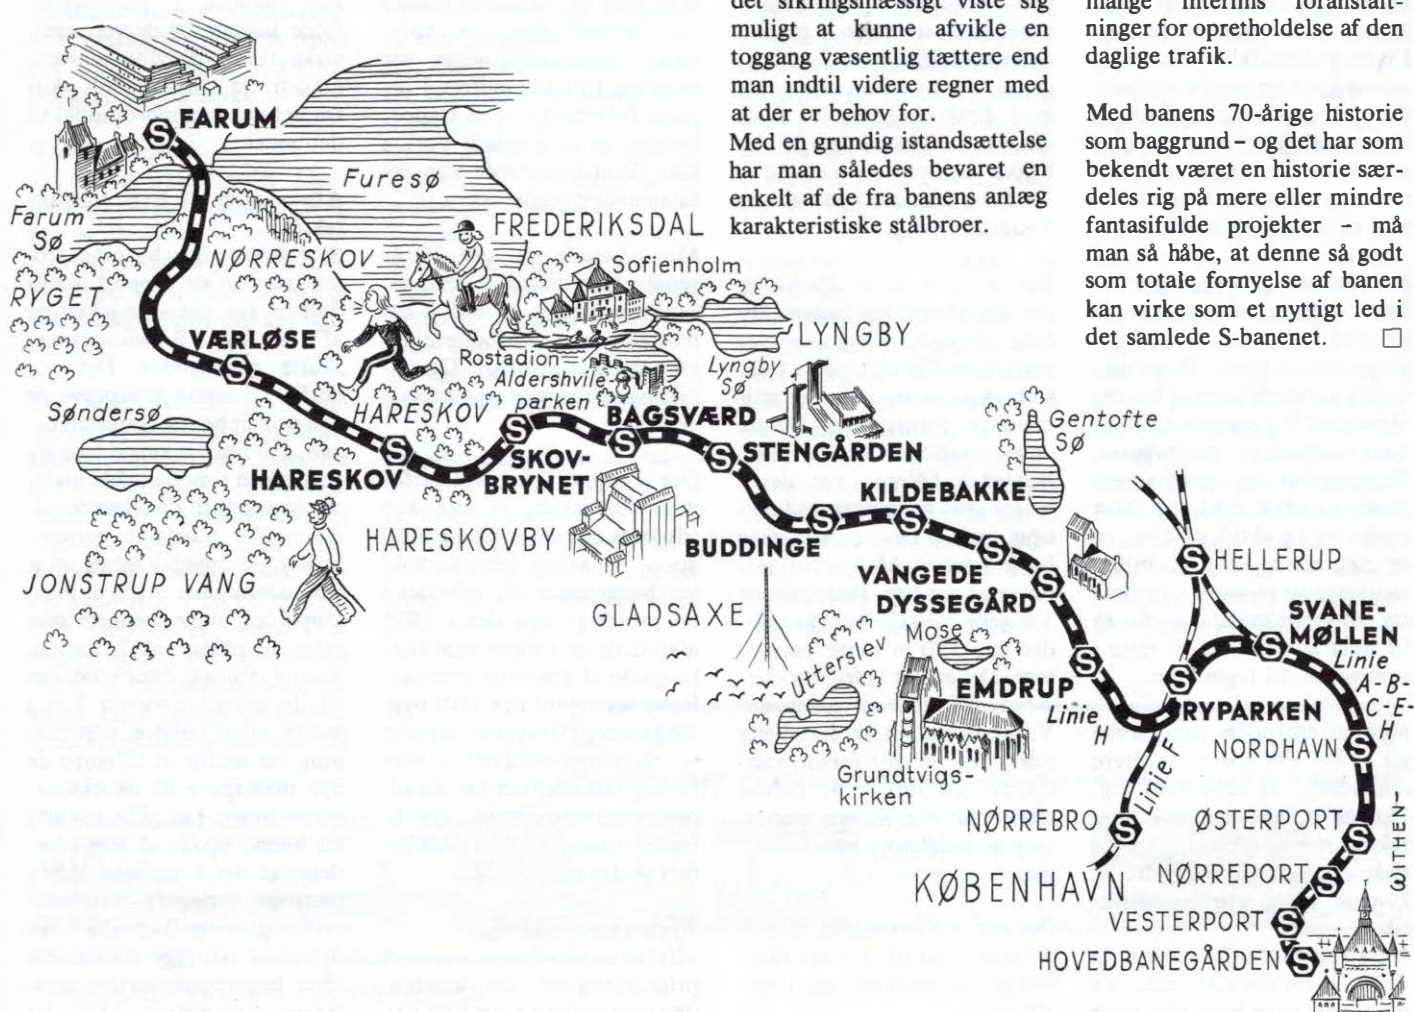 det sikringsmæssigt viste sig
muligt at kunne afvikle en
toggang væsentlig tættere end
man indtil videre regner med
at der er behov for.
Med en grundig istandsættelse
har man således bevaret en
enkelt af de fra banens anlæg
karakteristiske stålbroer.
mange interims foranstalt-
ninger for opretholdelse af den
daglige trafik.
Med banens 70-årige historie
som baggrund – og det har som
bekendt været en historie sær-
deles rig på mere eller mindre
fantasifulde projekter – må
man så håbe, at denne så godt
som totale fornyelse af banen
kan virke som et nyttigt led i
det samlede S-banenet. □
S FARUM
Furesø
Farum
Sø
FREDERIKSDAL
NØRRESKOV
Sofienholm
RYGET
LYNGBY
VÆRLØSE
S
Rostadion
Lyngby
Sø
Aldershvile-
parken
Søndersø
HARESKOV
BAGSVÆRD
S
Gentofte
Sø
S
S
STENGÅRDEN
S
HARESKOV
SKOV-
BRYNET
KILDEBAKKE
HARESKOVBY
BUDDINGE
S
S
S
HELLERUP
S
JONSTRUP VANG
VANGEDE
S
DYSSEGÅRD
S
GLADSAXE
SVANE-
MØLLEN
S
Mose
Utterslev
Linie
A-B-
C-E-
H
EMDRUP
S
Linie
H
S
RYPARKEN
Linie F
NORDHAVN S
Grundtvigs-
kirken
NØRREBRO S
ØSTERPORT S
KØBENHAVN
NØRREPORT S
VESTERPORT S
HOVEDBANEGÅRDEN S